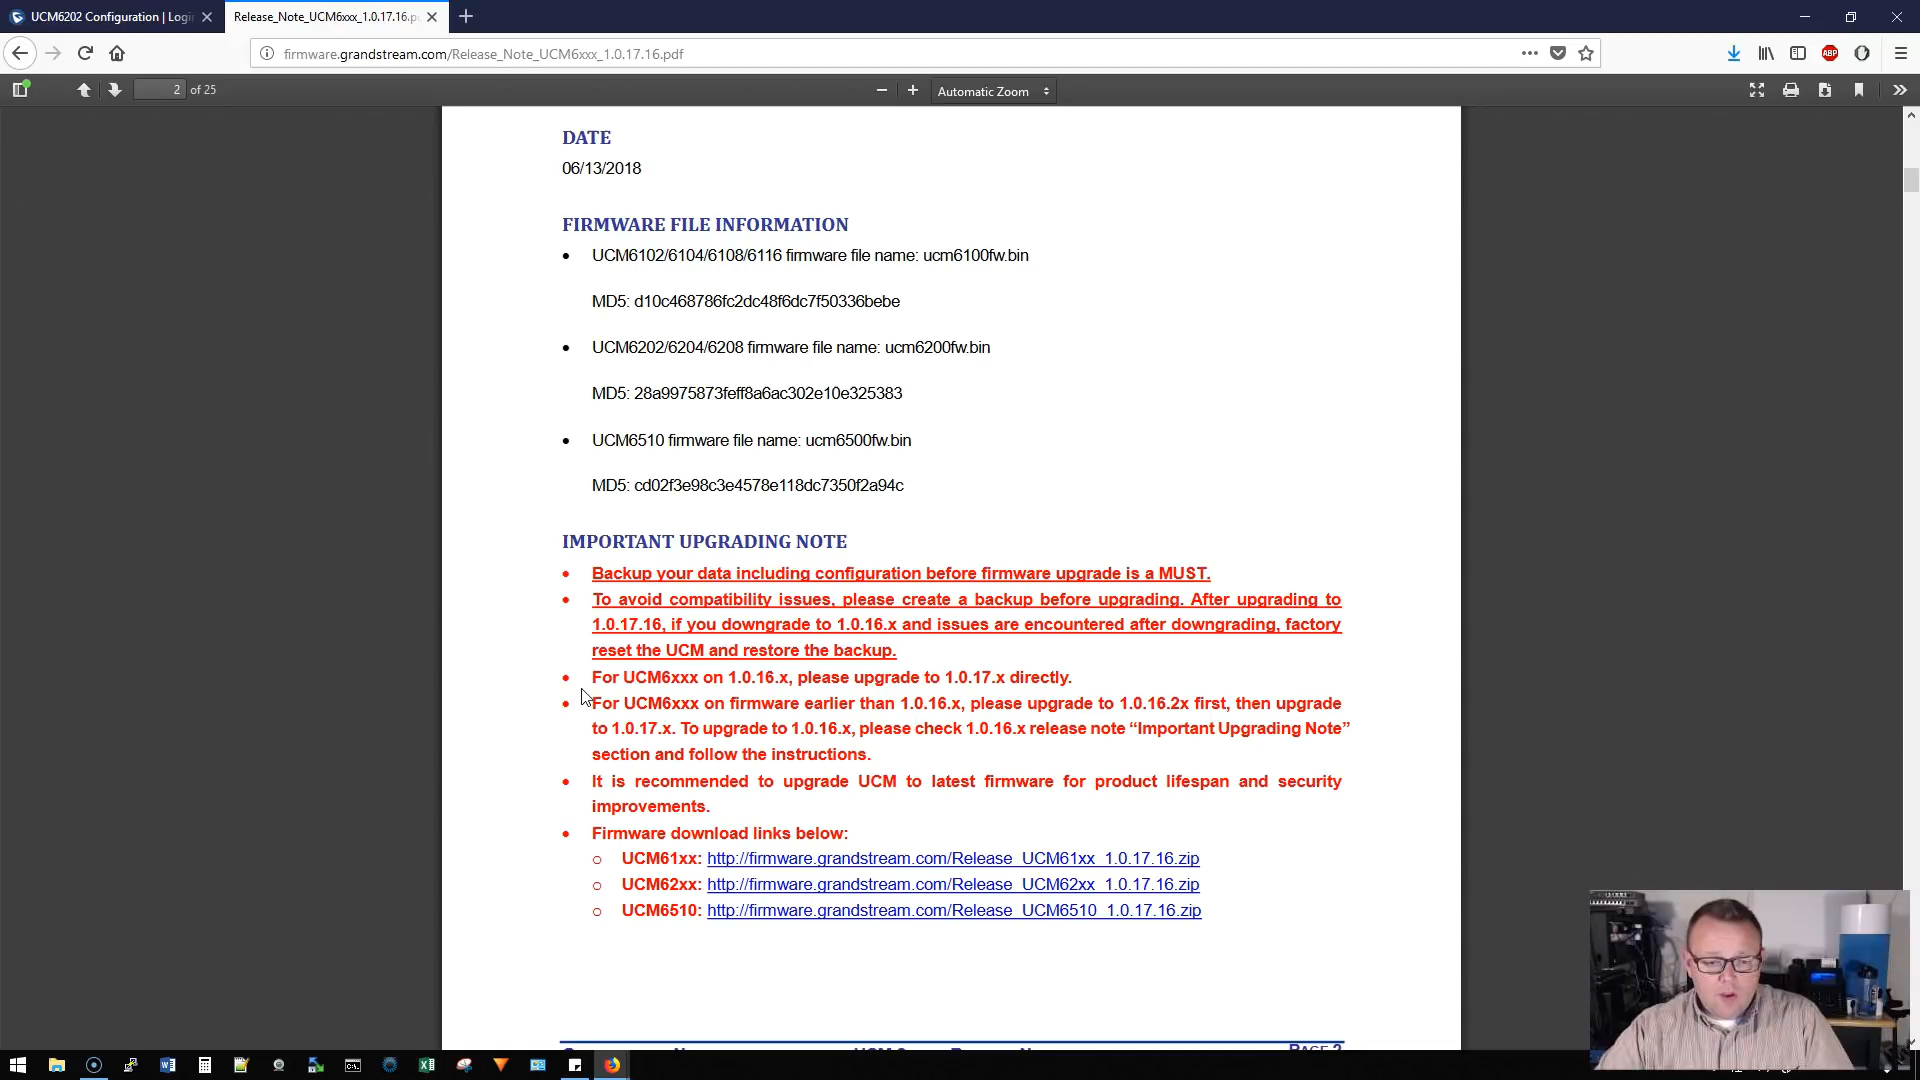 UCM6202 Configuration | Logi
Release_Note_UCM6xxx_1.0.17.16.p
firmware.grandstream.com/Release_Note_UCM6xxx_1.0.17.16.pdf
ABP
2 of 25
Automatic Zoom
DATE
06/13/2018
FIRMWARE FILE INFORMATION
• UCM6102/6104/6108/6116 firmware file name: ucm6100fw.bin
MD5: d10c468786fc2dc48f6dc7f50336bebe
• UCM6202/6204/6208 firmware file name: ucm6200fw.bin
MD5: 28a9975873feff8a6ac302e10e325383
• UCM6510 firmware file name: ucm6500fw.bin
MD5: cd02f3e98c3e4578e118dc7350f2a94c
IMPORTANT UPGRADING NOTE
• Backup your data including configuration before firmware upgrade is a MUST.
• To avoid compatibility issues, please create a backup before upgrading. After upgrading to
1.0.17.16, if you downgrade to 1.0.16.x and issues are encountered after downgrading, factory
reset the UCM and restore the backup.
• For UCM6xxx on 1.0.16.x, please upgrade to 1.0.17.x directly.
• For UCM6xxx on firmware earlier than 1.0.16.x, please upgrade to 1.0.16.2x first, then upgrade
to 1.0.17.x. To upgrade to 1.0.16.x, please check 1.0.16.x release note “Important Upgrading Note”
section and follow the instructions.
• It is recommended to upgrade UCM to latest firmware for product lifespan and security
improvements.
• Firmware download links below:
o UCM61xx: http://firmware.grandstream.com/Release_UCM61xx_1.0.17.16.zip
o UCM62xx: http://firmware.grandstream.com/Release_UCM62xx_1.0.17.16.zip
o UCM6510: http://firmware.grandstream.com/Release_UCM6510_1.0.17.16.zip
PAGE 2